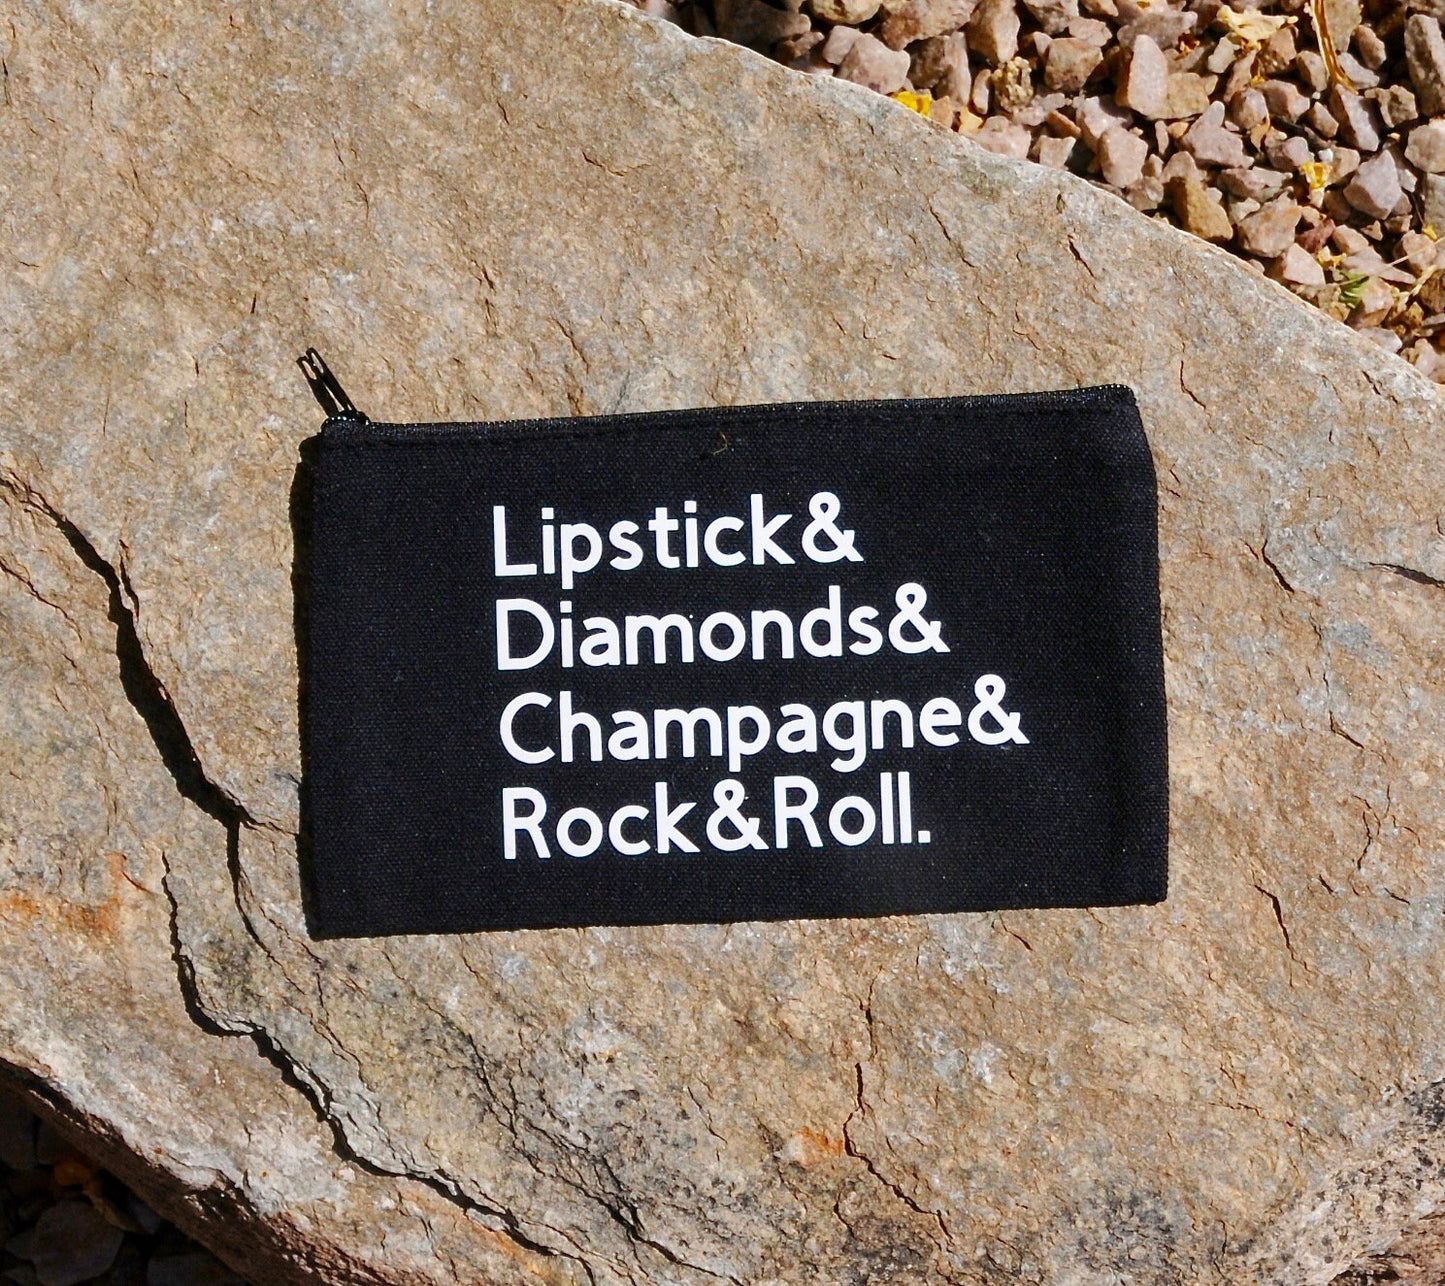 Lipstick&
Diamonds&
Champagne&
Rock&Roll.